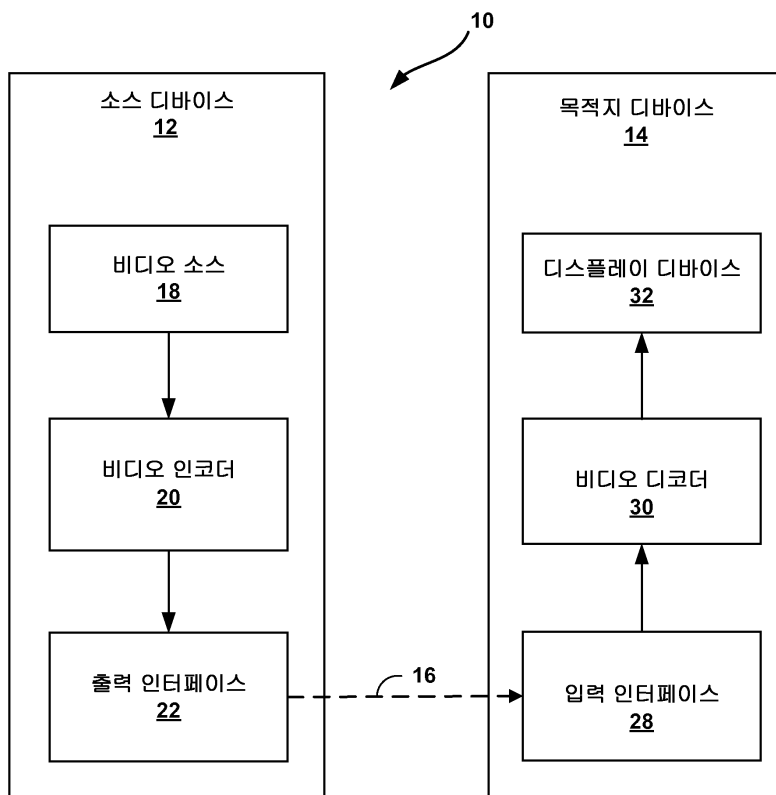 10
소스 디바이스
12
비디오 소스
18
비디오 인코더
20
출력 인터페이스
22
16
목적지 디바이스
14
디스플레이 디바이스
32
비디오 디코더
30
입력 인터페이스
28